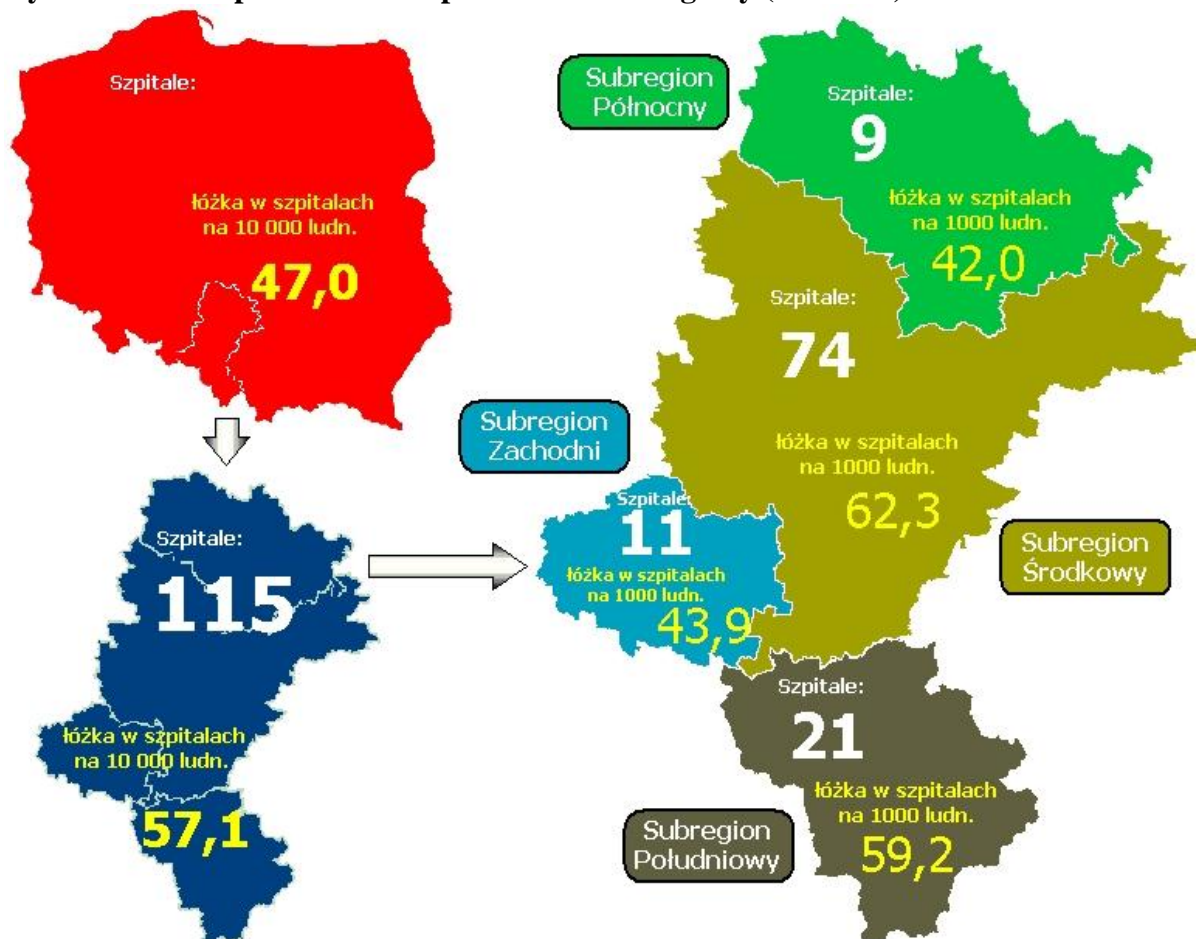 Szpitale:
łóżka w szpitalach
na 10 000 ludn.
47,0
Szpitale:
115
łóżka w szpitalach
na 10 000 ludn.
57,1
Subregion
Północny
Szpitale:
9
łóżka w szpitalach
na 1000 ludn.
42,0
Szpitale:
74
łóżka w szpitalach
na 1000 ludn.
62,3
Subregion
Środkowy
Subregion
Zachodni
Szpitale:
11
łóżka w szpitalach
na 1000 ludn.
43,9
Szpitale:
21
łóżka w szpitalach
na 1000 ludn.
59,2
Subregion
Południowy